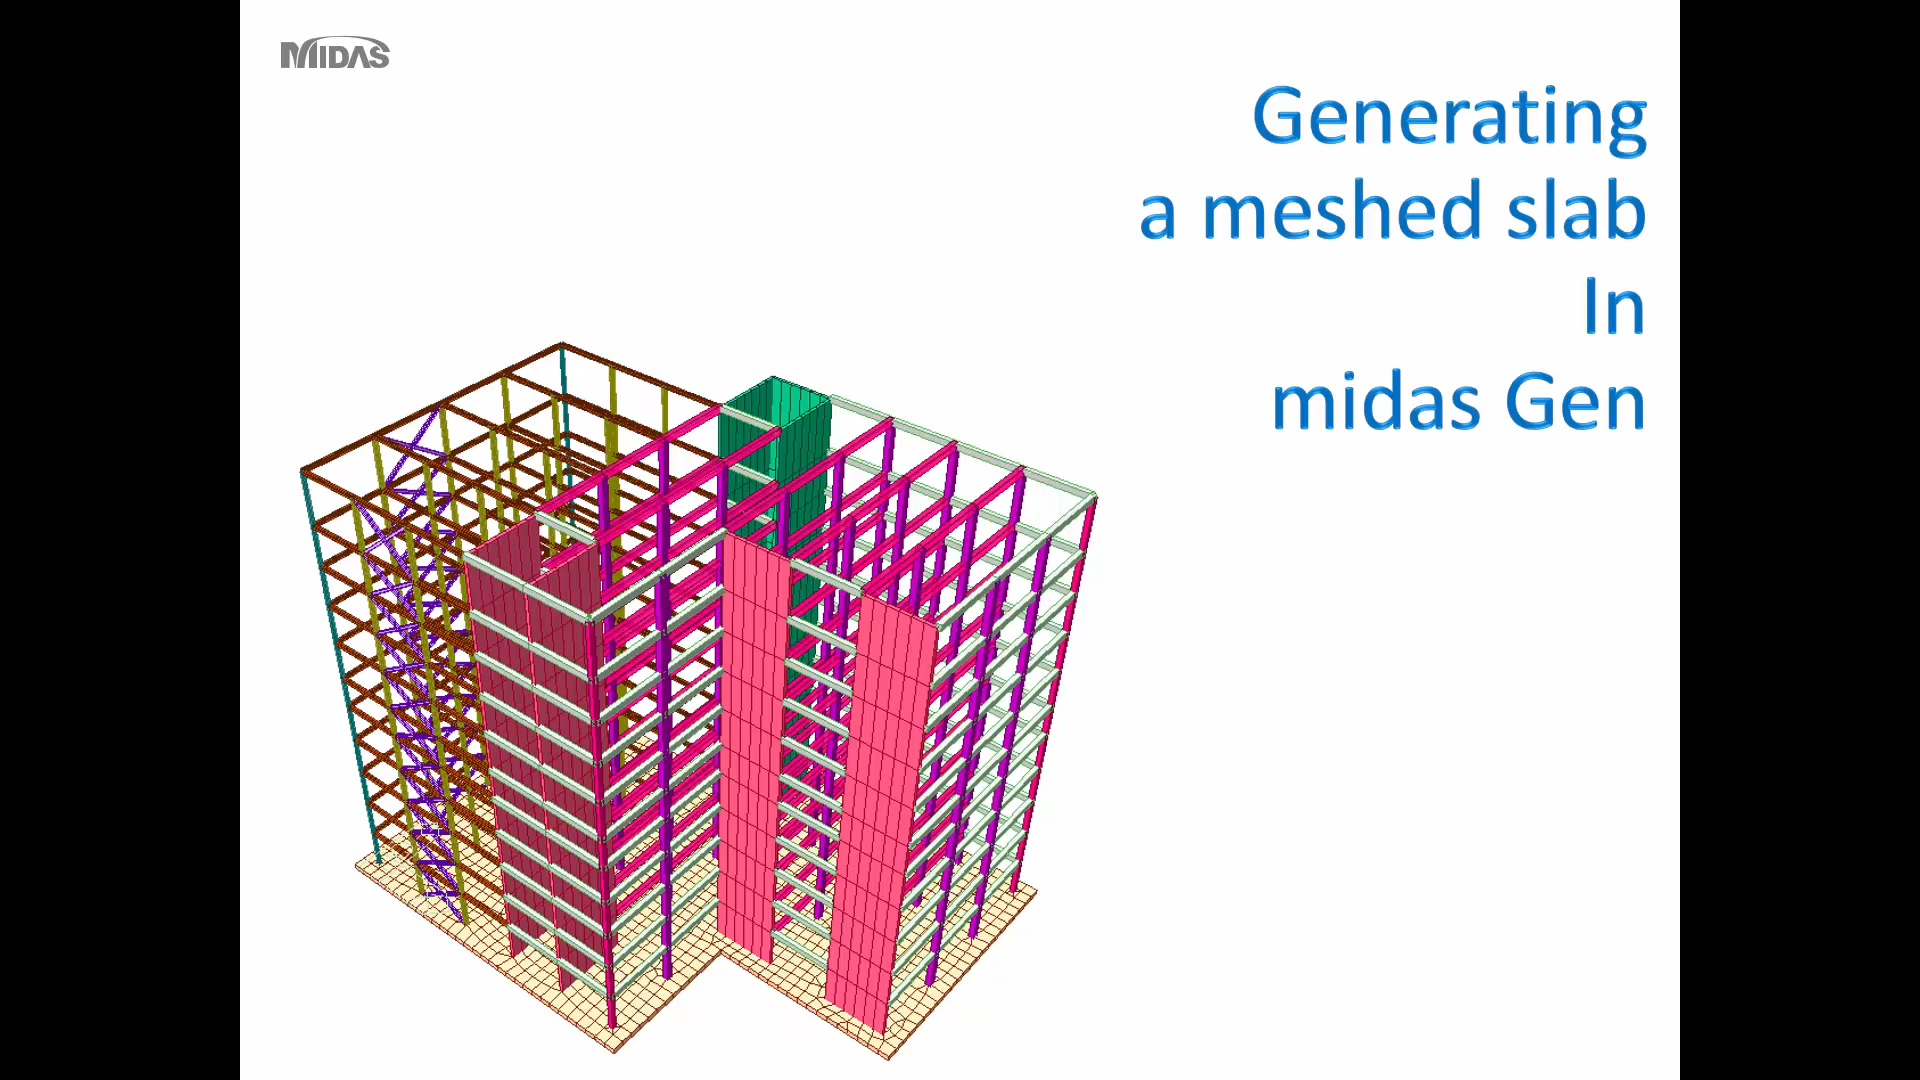 MIDAS
Generating
a meshed slab
In
midas Gen